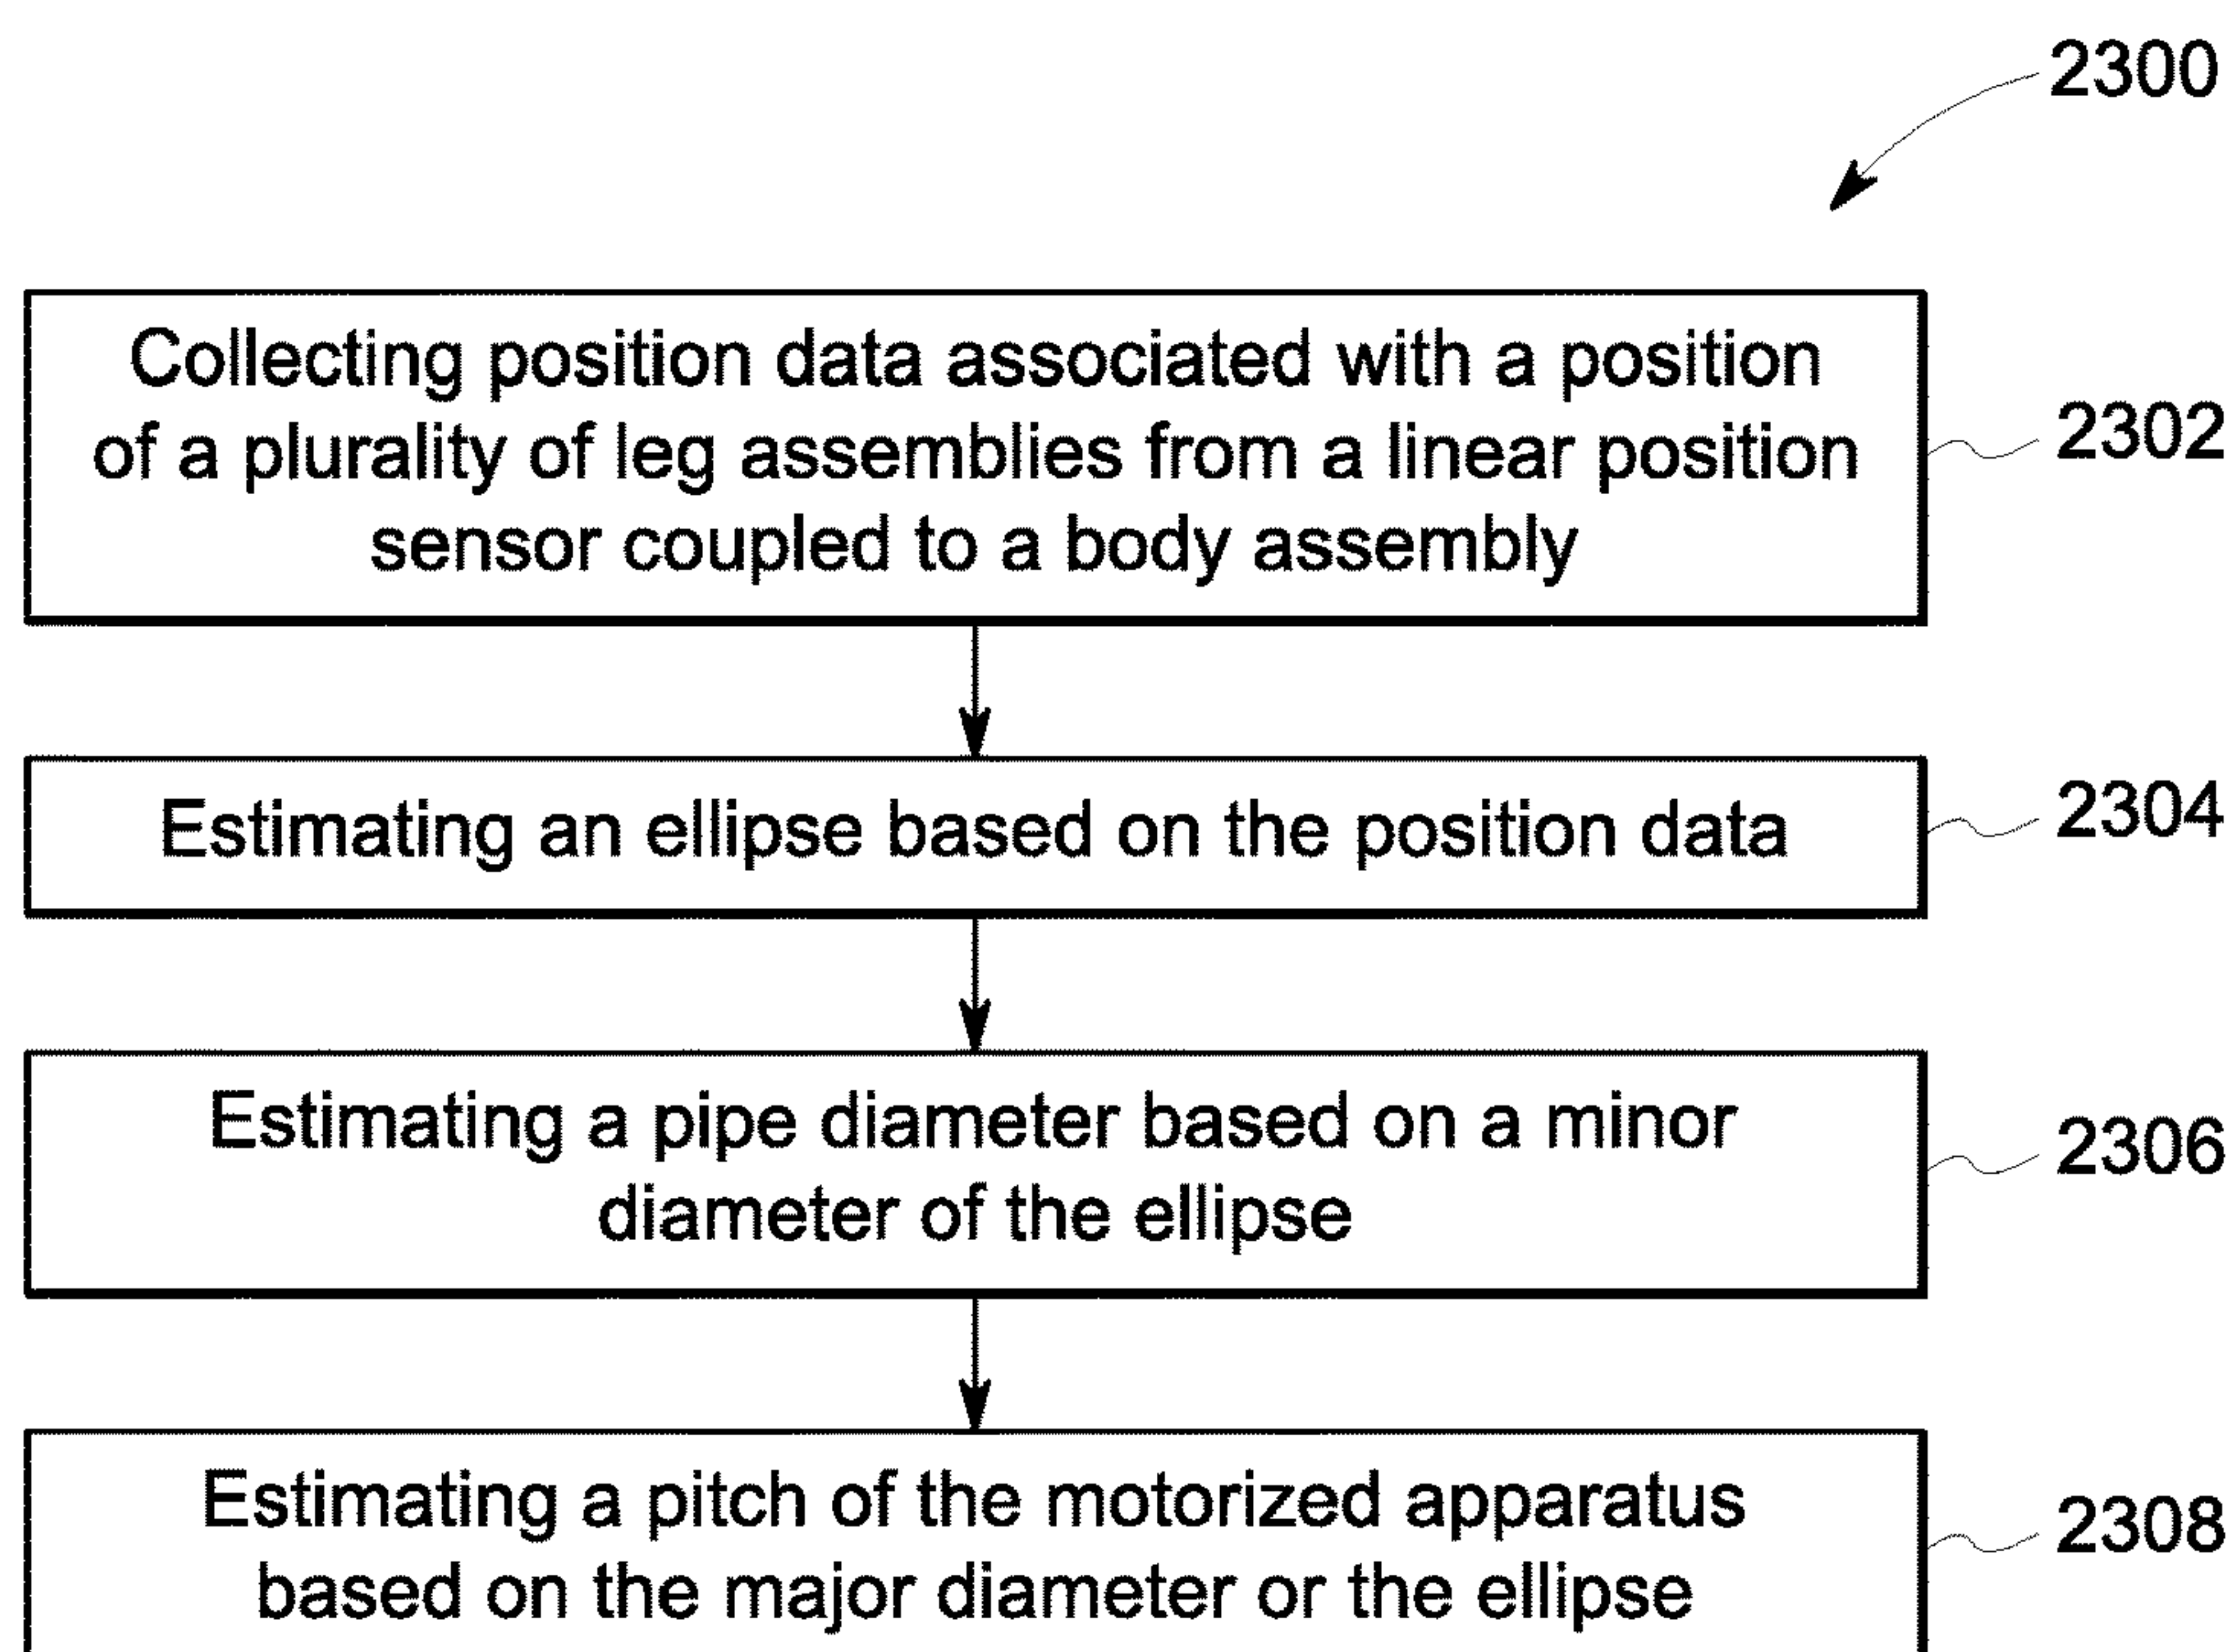 2300
Collecting position data associated with a position
of a plurality of leg assemblies from a linear position
sensor coupled to a body assembly
2302
Estimating an ellipse based on the position data
2304
Estimating a pipe diameter based on a minor
diameter of the ellipse
2306
Estimating a pitch of the motorized apparatus
based on the major diameter or the ellipse
2308